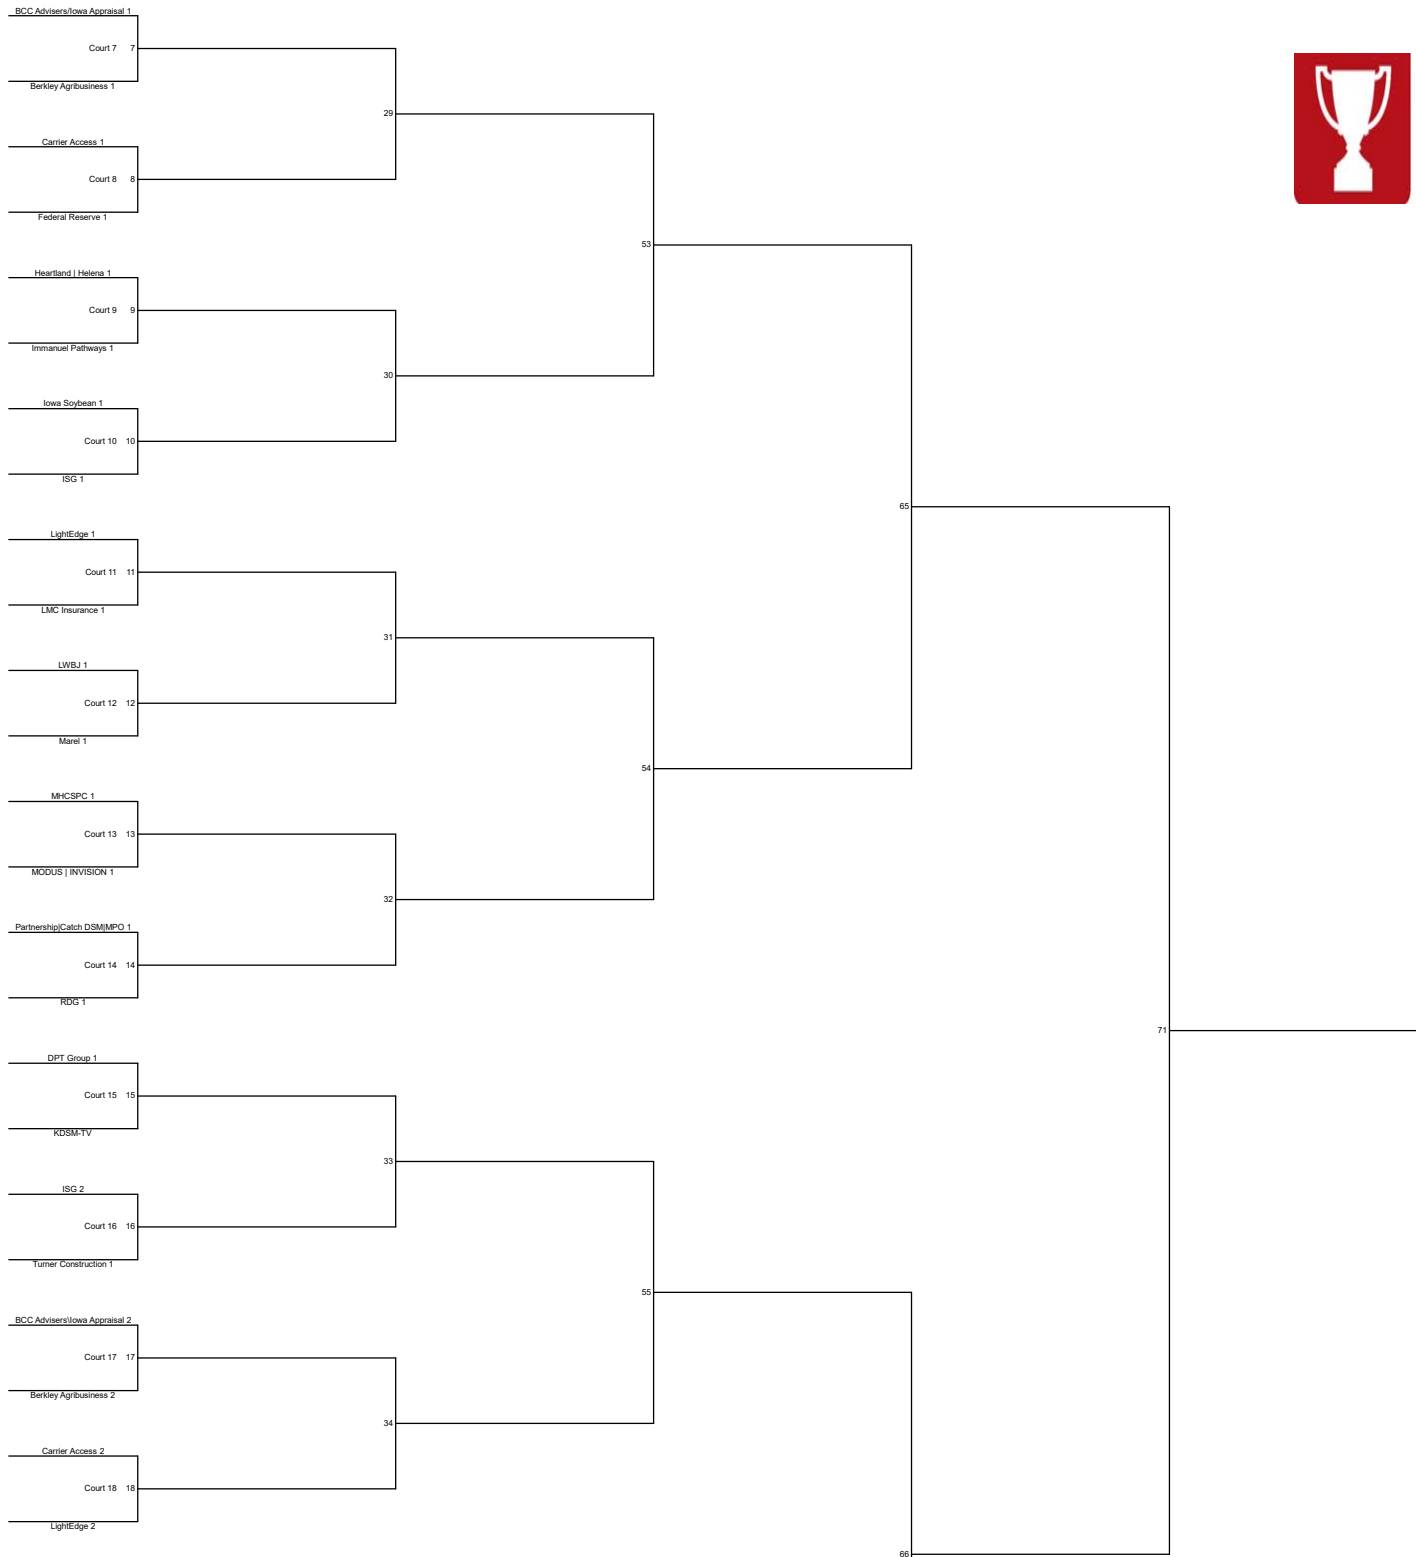 BCC Advisers/Iowa Appraisal 1
Court 7 7
Berkley Agribusiness 1
29
Carrier Access 1
Court 8 8
Federal Reserve 1
53
Heartland | Helena 1
Court 9 9
Immanuel Pathways 1
30
Iowa Soybean 1
Court 10 10
ISG 1
65
LightEdge 1
Court 11 11
LMC Insurance 1
31
LWBJ 1
Court 12 12
Marel 1
54
MHCSPC 1
Court 13 13
MODUS | INVISION 1
32
Partnership|Catch DSM|MPO 1
Court 14 14
RDG 1
71
DPT Group 1
Court 15 15
KDSM-TV
33
ISG 2
Court 16 16
Turner Construction 1
55
BCC Advisers\Iowa Appraisal 2
Court 17 17
Berkley Agribusiness 2
34
Carrier Access 2
Court 18 18
LightEdge 2
66